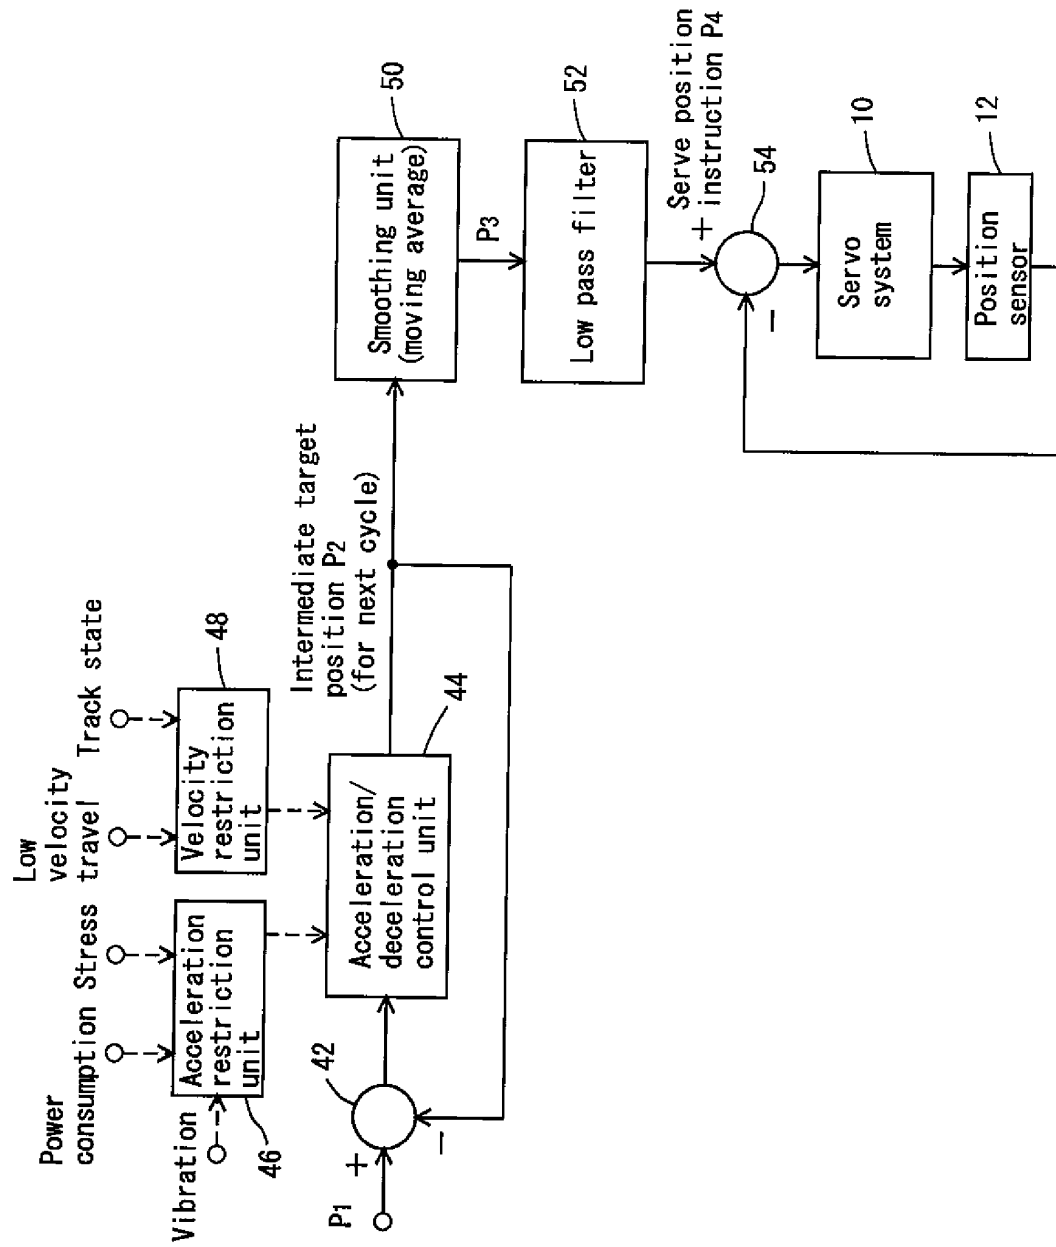 Power
consumption
Stress
Low
velocity
travel
Track state
Vibration
46
Acceleration
restriction
unit
Velocity
restriction
unit
48
P1
+
-
42
Acceleration/
deceleration
control unit
44
Intermediate target
position P2
(for next cycle)
Smoothing unit
(moving average)
50
P3
Low pass filter
52
Serve position
instruction P4
+
-
54
Servo
system
10
Position
sensor
12